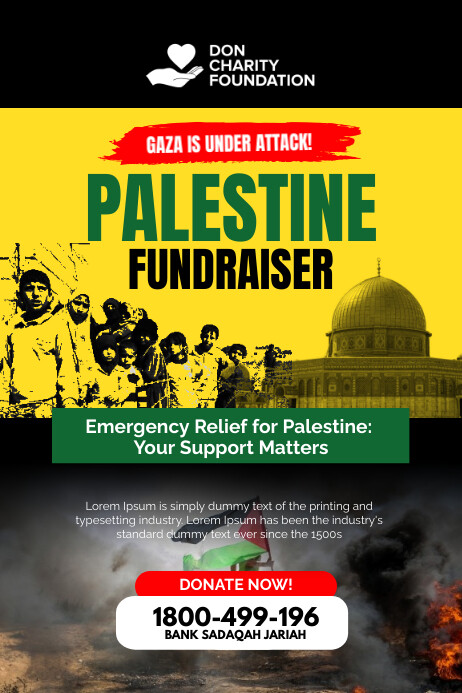 DON
CHARITY
FOUNDATION
GAZA IS UNDER ATTACK!
PALESTINE
FUNDRAISER
Emergency Relief for Palestine:
Your Support Matters
Lorem Ipsum is simply dummy text of the printing and
typesetting industry. Lorem Ipsum has been the industry's
standard dummy text ever since the 1500s
DONATE NOW!
1800-499-196
BANK SADAQAH JARIAH